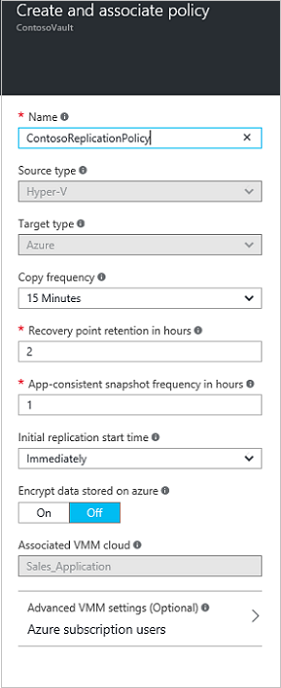 Create and associate policy
ContosoVault
* Name
ContosoReplicationPolicy
Source type
Hyper-V
Target type
Azure
Copy frequency
15 Minutes
* Recovery point retention in hours
2
* App-consistent snapshot frequency in hours
1
Initial replication start time
Immediately
Encrypt data stored on azure
On Off
Associated VMM cloud
Sales_Application
Advanced VMM settings (Optional)
Azure subscription users